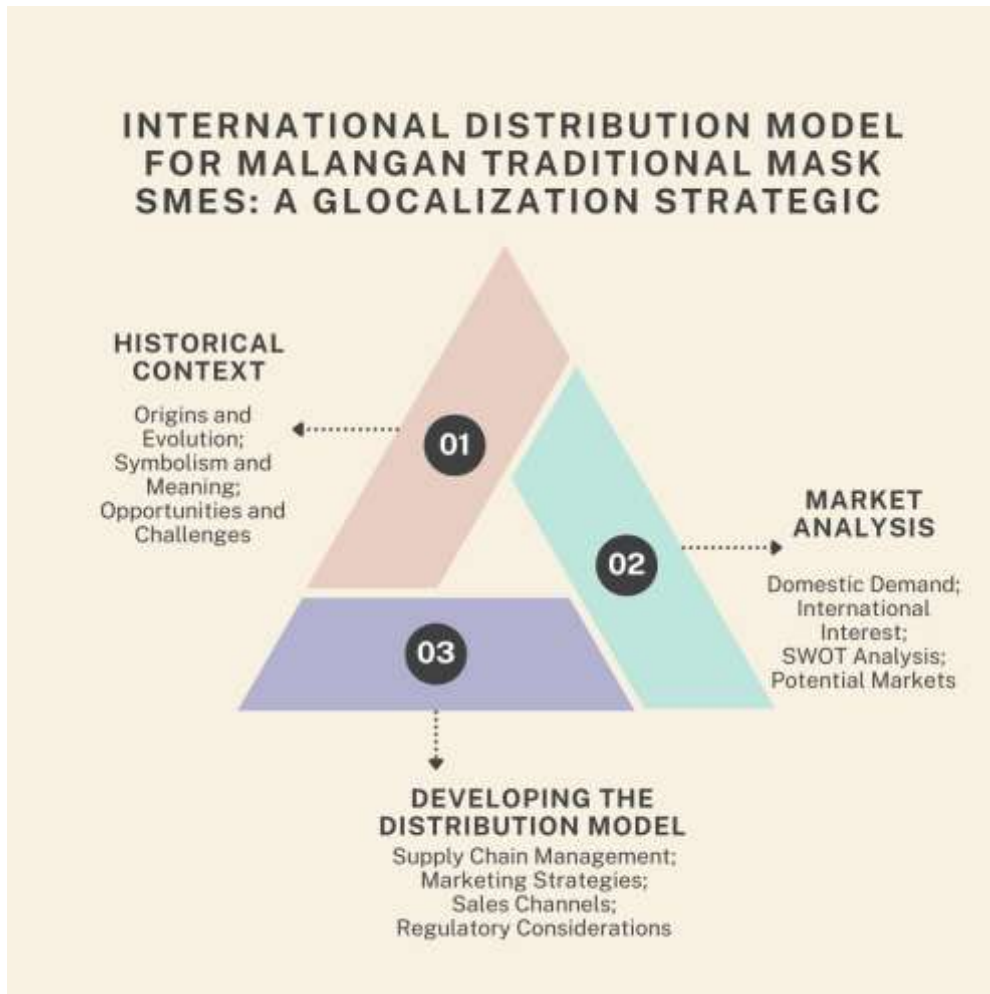 INTERNATIONAL DISTRIBUTION MODEL
FOR MALANGAN TRADITIONAL MASK
SMES: A GLOCALIZATION STRATEGIC
HISTORICAL
CONTEXT
Origins and
Evolution;
Symbolism and
Meaning;
Opportunities and
Challenges
01
02
MARKET
ANALYSIS
Domestic Demand;
International
Interest;
SWOT Analysis;
Potential Markets
03
DEVELOPING THE
DISTRIBUTION MODEL
Supply Chain Management;
Marketing Strategies;
Sales Channels;
Regulatory Considerations